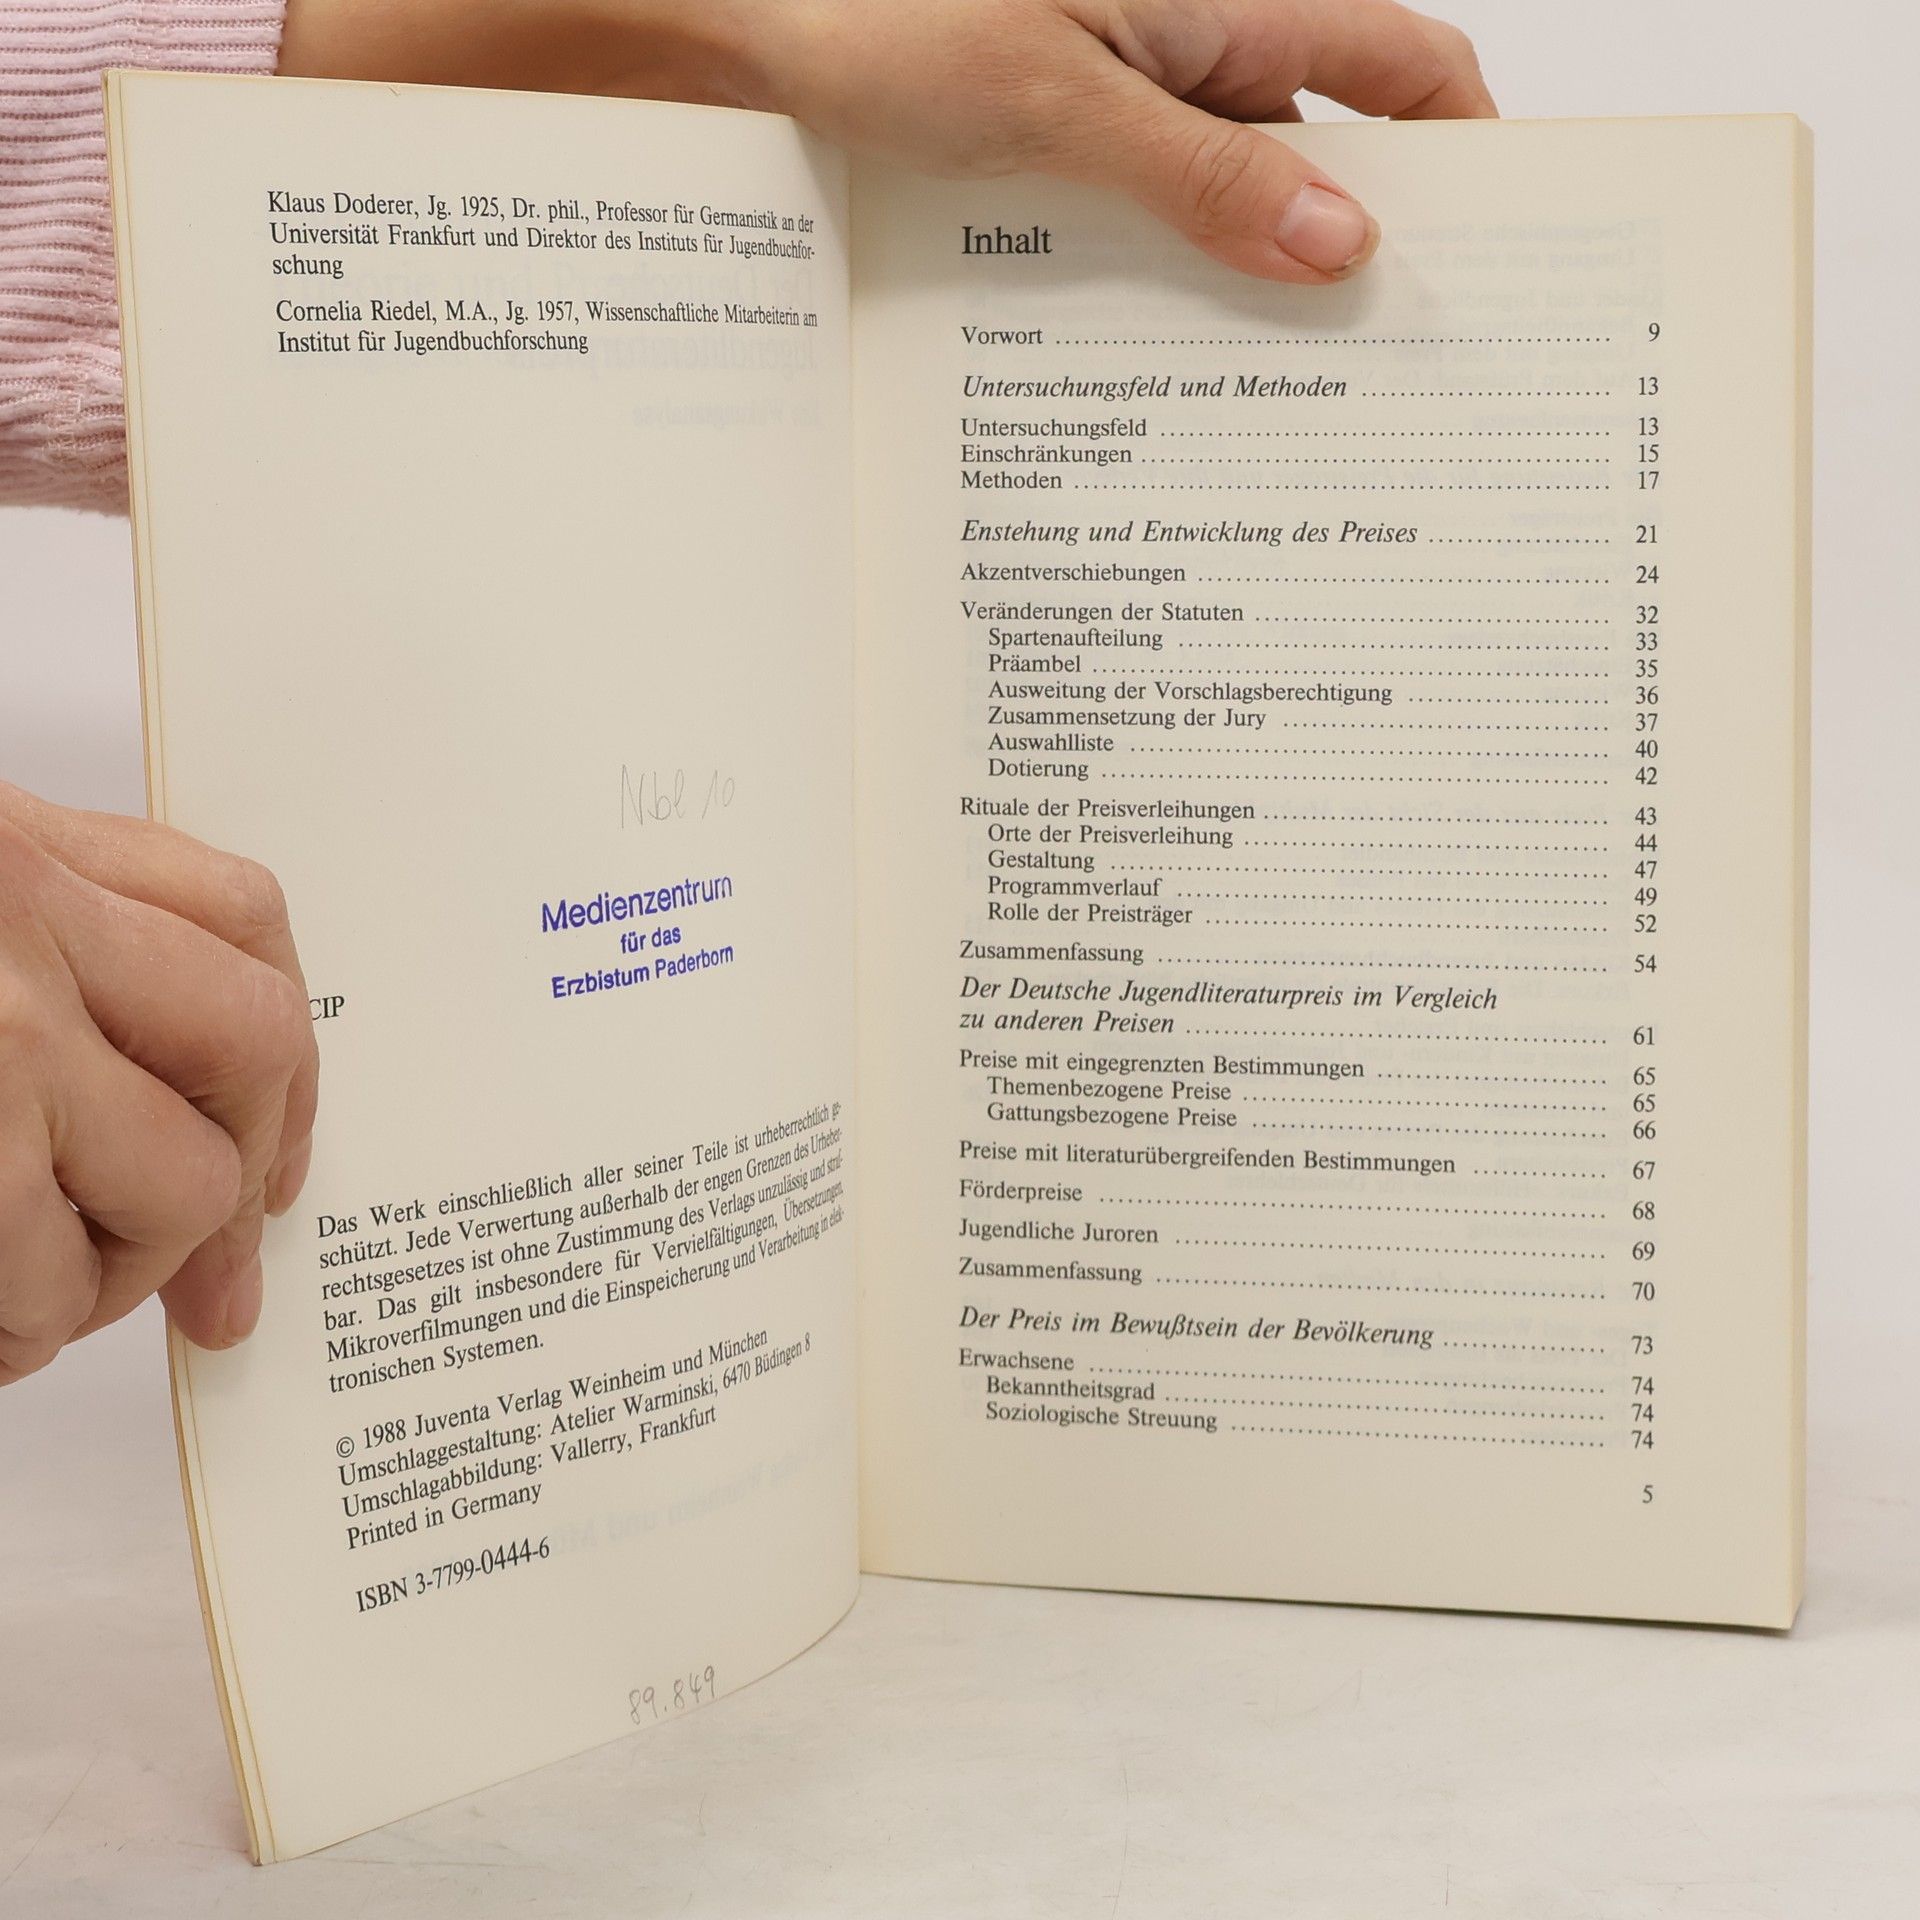 Klaus Doderer, Jg. 1925, Dr. phil., Professor für Germanistik an der
Universität Frankfurt und Direktor des Instituts für Jugendbuchfor-
schung
Cornelia Riedel, M.A., Jg. 1957, Wissenschaftliche Mitarbeiterin am
Institut für Jugendbuchforschung
Nbl 10
Medienzentrum
für das
Erzbistum Paderborn
CIP
Das Werk einschließlich aller seiner Teile ist urheberrechtlich ge-
schützt. Jede Verwertung außerhalb der engen Grenzen des Urheber-
rechtsgesetzes ist ohne Zustimmung des Verlags unzulässig und straf-
bar. Das gilt insbesondere für Vervielfältigungen, Übersetzungen,
Mikroverfilmungen und die Einspeicherung und Verarbeitung in elek-
tronischen Systemen.
© 1988 Juventa Verlag Weinheim und München
Umschlaggestaltung: Atelier Warminski, 6470 Büdingen 8
Umschlagabbildung: Vallerry, Frankfurt
Printed in Germany
ISBN 3-7799-0444-6
89.849
Inhalt
Vorwort 9
Untersuchungsfeld und Methoden 13
Untersuchungsfeld 13
Einschränkungen 15
Methoden 17
Enstehung und Entwicklung des Preises 21
Akzentverschiebungen 24
Veränderungen der Statuten 32
Spartenaufteilung 33
Präambel 35
Ausweitung der Vorschlagsberechtigung 36
Zusammensetzung der Jury 37
Auswahlliste 40
Dotierung 42
Rituale der Preisverleihungen 43
Orte der Preisverleihung 44
Gestaltung 47
Programmverlauf 49
Rolle der Preisträger 52
Zusammenfassung 54
Der Deutsche Jugendliteraturpreis im Vergleich
zu anderen Preisen 61
Preise mit eingegrenzten Bestimmungen 65
Themenbezogene Preise 65
Gattungsbezogene Preise 66
Preise mit literaturübergreifenden Bestimmungen 67
Förderpreise 68
Jugendliche Juroren 69
Zusammenfassung 70
Der Preis im Bewußtsein der Bevölkerung 73
Erwachsene 74
Bekanntheitsgrad 74
Soziologische Streuung 74
5